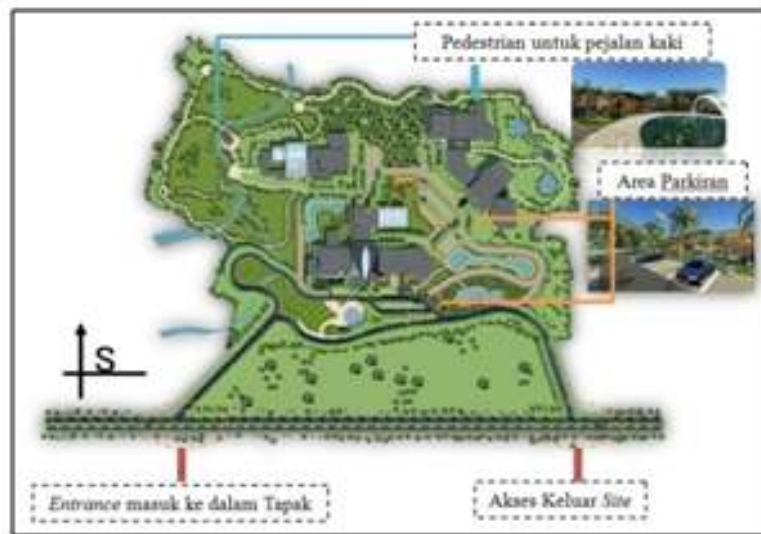 Pedestrian untuk pejalan kaki
Area Parkiran
S
Entrance masuk ke dalam Tapak
Akses Keluar Site